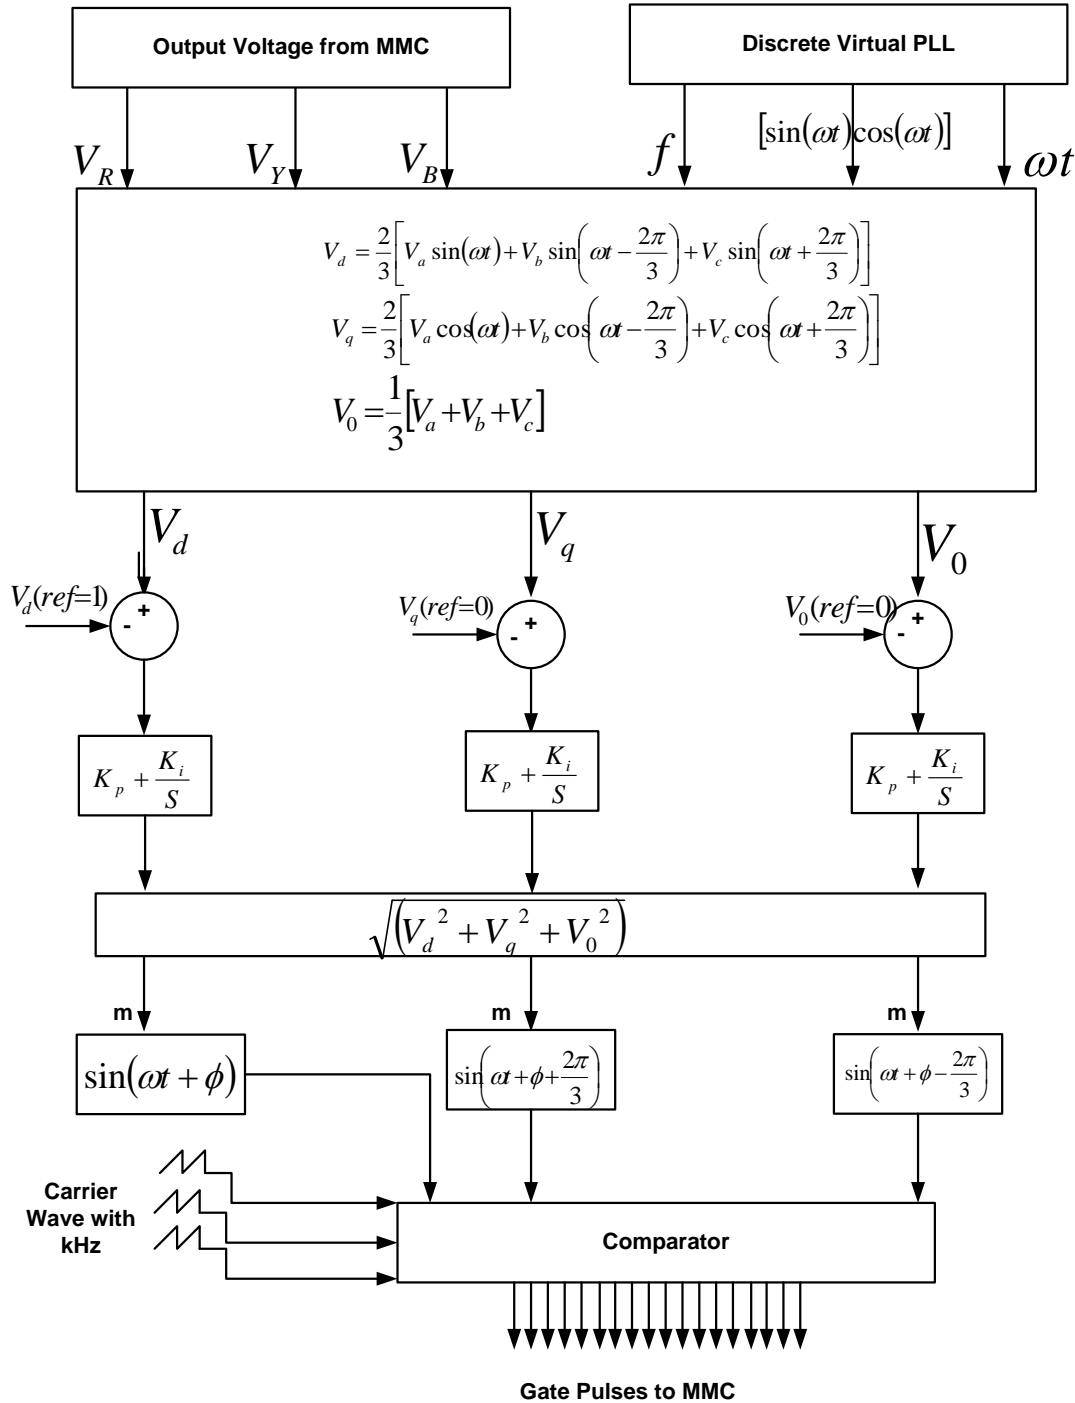 Output Voltage from MMC
Discrete Virtual PLL
V_R
V_Y
V_B
f
[sin(ωt)cos(ωt)]
ωt
V_d = 2/3[V_a sin(ωt) + V_b sin(ωt − 2π/3) + V_c sin(ωt + 2π/3)]
V_q = 2/3[V_a cos(ωt) + V_b cos(ωt − 2π/3) + V_c cos(ωt + 2π/3)]
V_0 = 1/3[V_a + V_b + V_c]
V_d
V_q
V_0
V_d(ref=1)
+
-
V_q(ref=0)
+
-
V_0(ref=0)
+
-
K_p + K_i/S
K_p + K_i/S
K_p + K_i/S
√(V_d² + V_q² + V_0²)
m
m
m
sin(ωt + ϕ)
sin(ωt + ϕ + 2π/3)
sin(ωt + ϕ − 2π/3)
Carrier
Wave with
kHz
Comparator
Gate Pulses to MMC